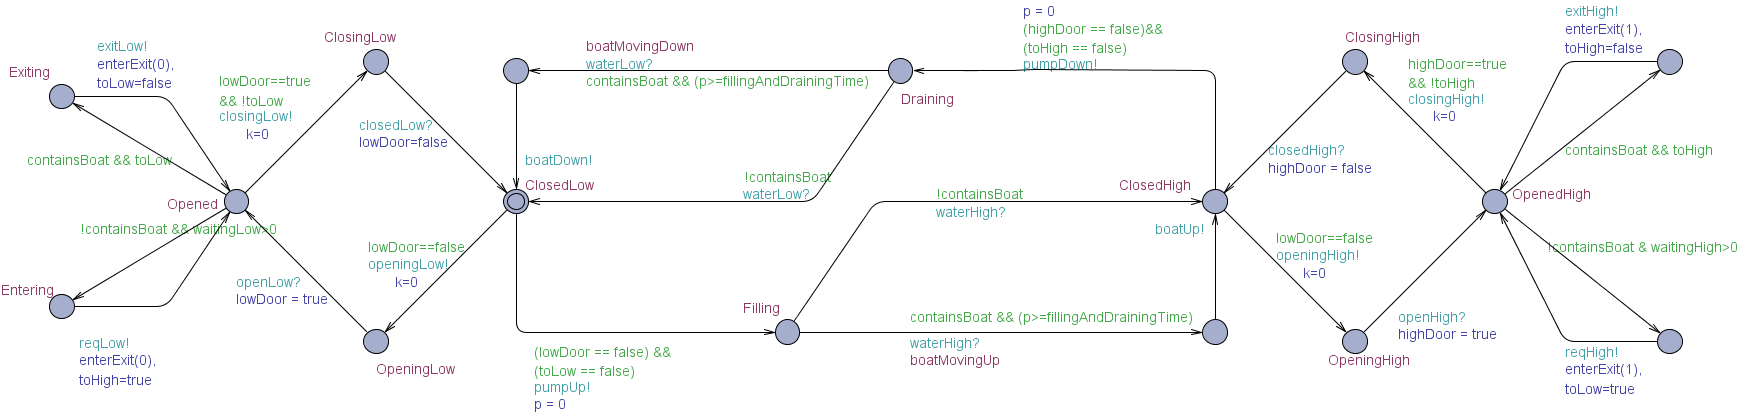 exitLow!
enterExit(0),
toLow=false
Exiting
containsBoat && toLow
Opened
!containsBoat && waitingLow>0
Entering
reqLow!
enterExit(0),
toHigh=true
ClosingLow
lowDoor==true
&& !toLow
closingLow!
k=0
closedLow?
lowDoor=false
openLow?
lowDoor = true
lowDoor==false
openingLow!
k=0
OpeningLow
boatMovingDown
waterLow?
containsBoat && (p>=fillingAndDrainingTime)
boatDown!
ClosedLow
Draining
!containsBoat
waterLow?
(lowDoor == false) &&
(toLow == false)
pumpUp!
p = 0
Filling
!containsBoat
waterHigh?
containsBoat && (p>=fillingAndDrainingTime)
waterHigh?
boatMovingUp
p = 0
(highDoor == false)&&
(toHigh == false)
pumpDown!
ClosedHigh
boatUp!
ClosingHigh
highDoor==true
&& !toHigh
closingHigh!
k=0
closedHigh?
highDoor = false
lowDoor==false
openingHigh!
k=0
openHigh?
highDoor = true
OpeningHigh
exitHigh!
enterExit(1),
toHigh=false
containsBoat && toHigh
OpenedHigh
!containsBoat & waitingHigh>0
reqHigh!
enterExit(1),
toLow=true